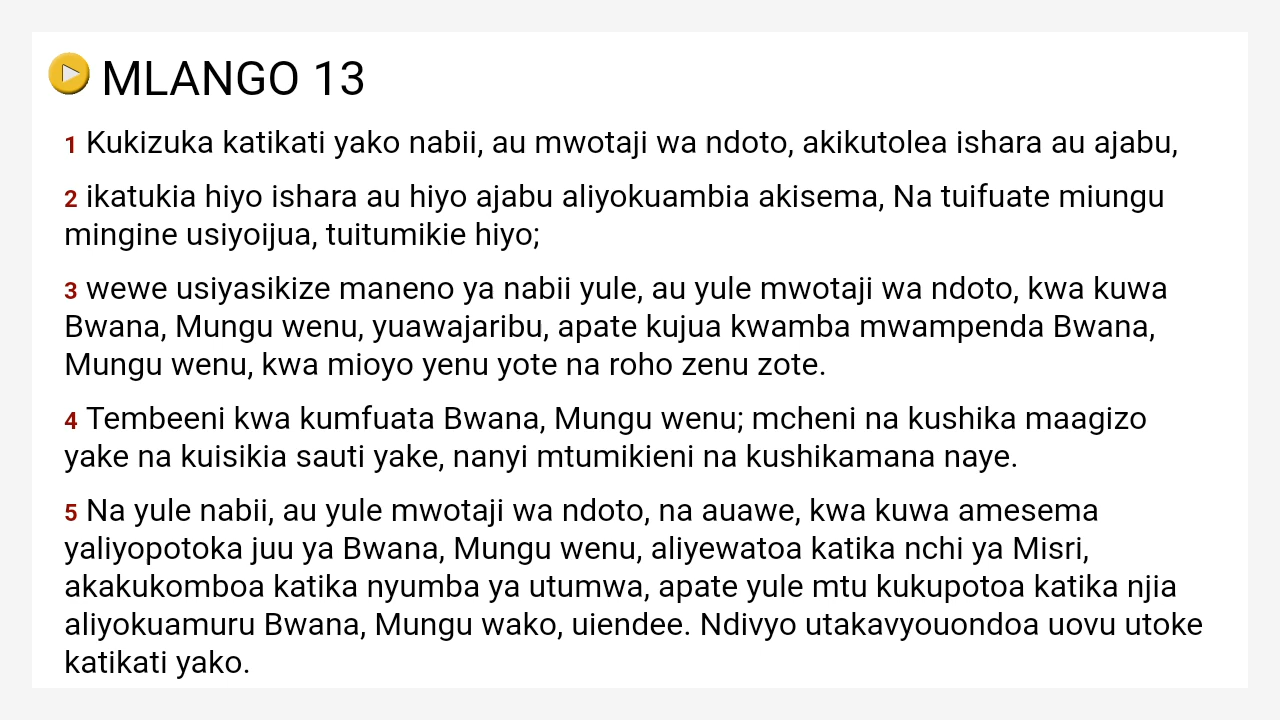 MLANGO 13
1 Kukizuka katikati yako nabii, au mwotaji wa ndoto, akikutolea ishara au ajabu,
2 ikatukia hiyo ishara au hiyo ajabu aliyokuambia akisema, Na tuifuate miungu
mingine usiyoijua, tuitumikie hiyo;
3 wewe usiyasikize maneno ya nabii yule, au yule mwotaji wa ndoto, kwa kuwa
Bwana, Mungu wenu, yuawajaribu, apate kujua kwamba mwampenda Bwana,
Mungu wenu, kwa mioyo yenu yote na roho zenu zote.
4 Tembeeni kwa kumfuata Bwana, Mungu wenu; mcheni na kushika maagizo
yake na kuisikia sauti yake, nanyi mtumikieni na kushikamana naye.
5 Na yule nabii, au yule mwotaji wa ndoto, na auawe, kwa kuwa amesema
yaliyopotoka juu ya Bwana, Mungu wenu, aliyewatoa katika nchi ya Misri,
akakukomboa katika nyumba ya utumwa, apate yule mtu kukupotoa katika njia
aliyokuamuru Bwana, Mungu wako, uiendee. Ndivyo utakavyouondoa uovu utoke
katikati yako.